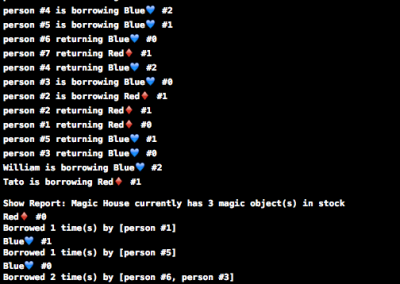 person #4 is borrowing Blue💙 #2
person #5 is borrowing Blue💙 #1
person #6 returning Blue💙 #0
person #7 returning Red♦️ #1
person #4 returning Blue💙 #2
person #3 is borrowing Blue💙 #0
person #2 is borrowing Red♦️ #1
person #2 returning Red♦️ #1
person #1 returning Red♦️ #0
person #5 returning Blue💙 #1
person #3 returning Blue💙 #0
William is borrowing Blue💙 #2
Tato is borrowing Red♦️ #1
Show Report: Magic House currently has 3 magic object(s) in stock
Red♦️ #0
Borrowed 1 time(s) by [person #1]
Blue💙 #1
Borrowed 1 time(s) by [person #5]
Blue💙 #0
Borrowed 2 time(s) by [person #6, person #3]